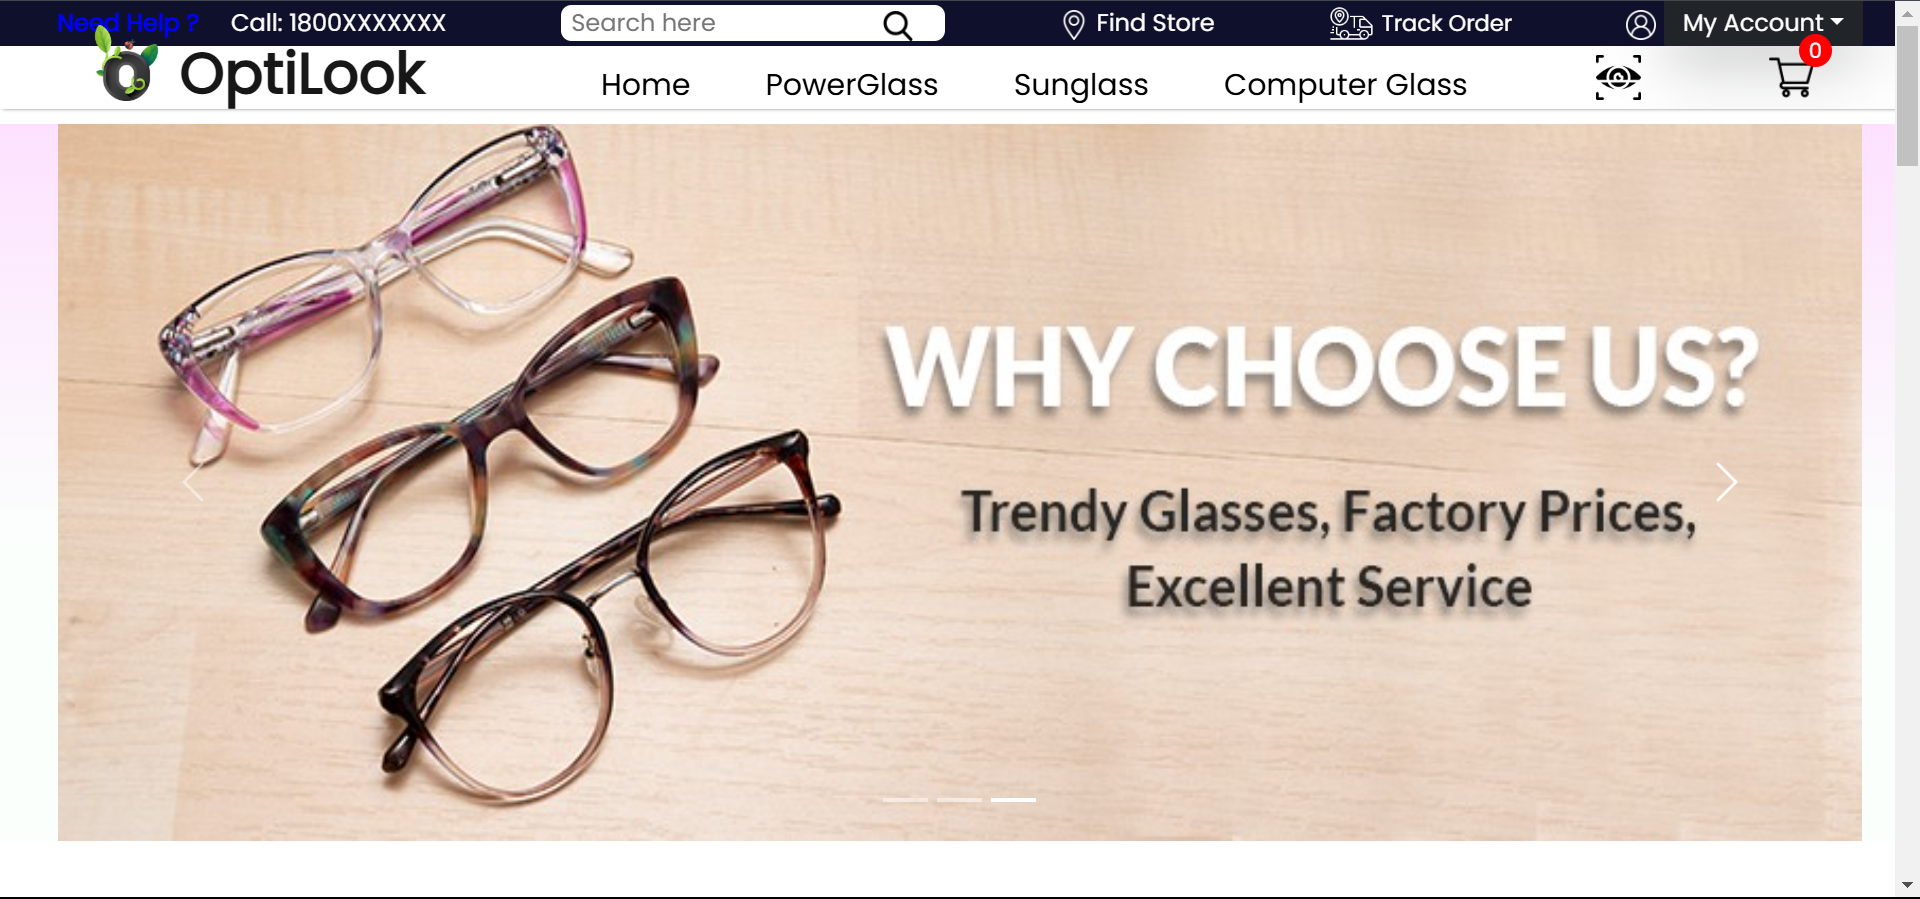 Need Help ? Call: 1800XXXXXXX Search here Find Store Track Order My Account
0
OptiLook Home PowerGlass Sunglass Computer Glass
WHY CHOOSE US?
Trendy Glasses, Factory Prices,
Excellent Service